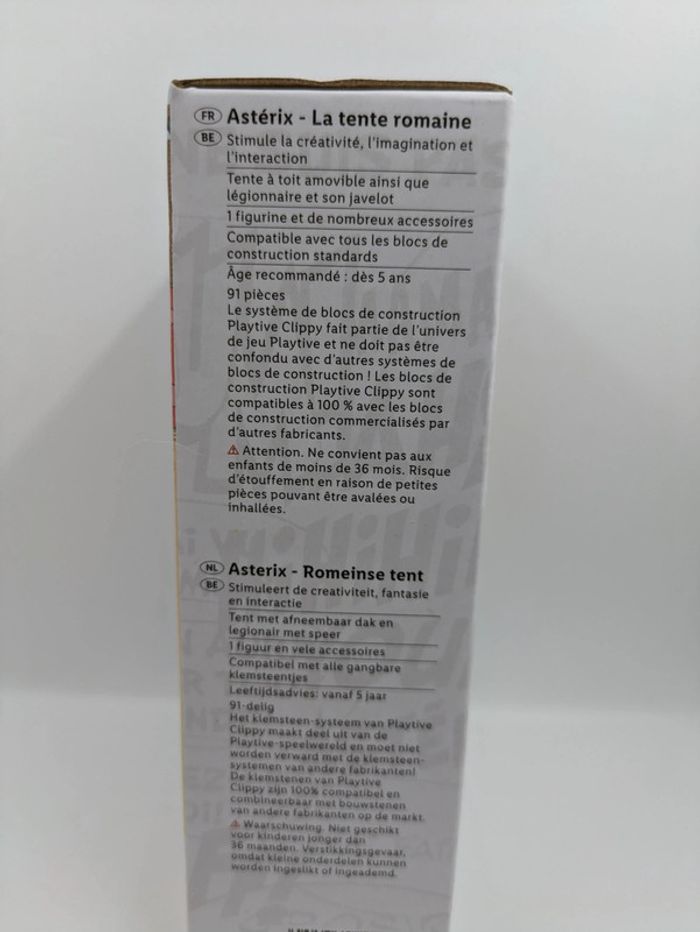 FR Astérix - La tente romaine
BE Stimule la créativité, l'imagination et
l'interaction
Tente à toit amovible ainsi que
légionnaire et son javelot
1 figurine et de nombreux accessoires
Compatible avec tous les blocs de
construction standards
Âge recommandé : dès 5 ans
91 pièces
Le système de blocs de construction
Playtive Clippy fait partie de l'univers
de jeu Playtive et ne doit pas être
confondu avec d'autres systèmes de
blocs de construction ! Les blocs de
construction Playtive Clippy sont
compatibles à 100 % avec les blocs
de construction commercialisés par
d'autres fabricants.
⚠ Attention. Ne convient pas aux
enfants de moins de 36 mois. Risque
d'étouffement en raison de petites
pièces pouvant être avalées ou
inhallées.
NL Asterix - Romeinse tent
BE Stimuleert de creativiteit, fantasie
en interactie
Tent met afneembaar dak en
legionair met speer
1 figuur en vele accessoires
Compatibel met alle gangbare
klemsteentjes
Leeftijdsadvies: vanaf 5 jaar
91-delig
Het klemsteen-systeem van Playtive
Clippy maakt deel uit van de
Playtive-speelwereld en moet niet
worden verward met de klemsteen-
systemen van andere fabrikanten!
De klemstenen van Playtive
Clippy zijn 100% compatibel en
combineerbaar met bouwstenen
van andere fabrikanten op de markt.
⚠ Waarschuwing. Niet geschikt
voor kinderen jonger dan
36 maanden. Verstikkingsgevaar,
omdat kleine onderdelen kunnen
worden ingeslikt of ingeademd.